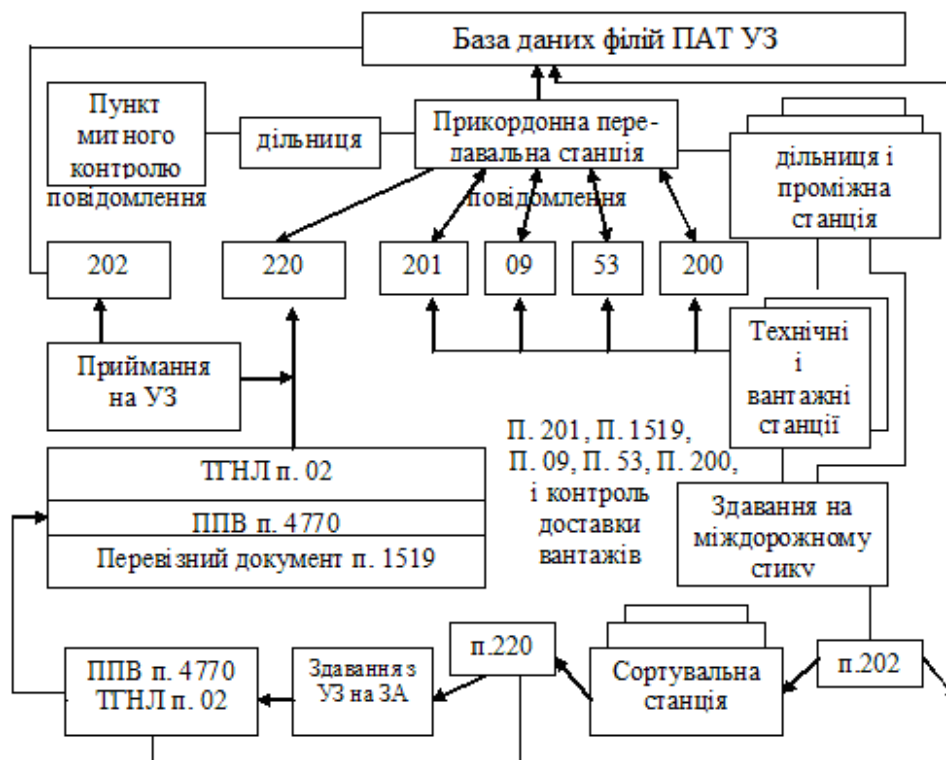 База даних філій ПАТ УЗ
Пункт
митного
контролю
повідомлення
дільниця
Прикордонна пере-
давальна станція
повідомлення
дільниця і
проміжна
станція
202
220
201
09
53
200
Приймання
на УЗ
Технічні
і
вантажні
станції
ТГНЛ п. 02
ППВ п. 4770
Перевізний документ п. 1519
П. 201, П. 1519,
П. 09, П. 53, П. 200,
і контроль
доставки
вантажів
Здавання на
міждорожному
стику
ППВ п. 4770
ТГНЛ п. 02
Здавання з
УЗ на ЗА
п.220
Сортувальна
станція
п.202